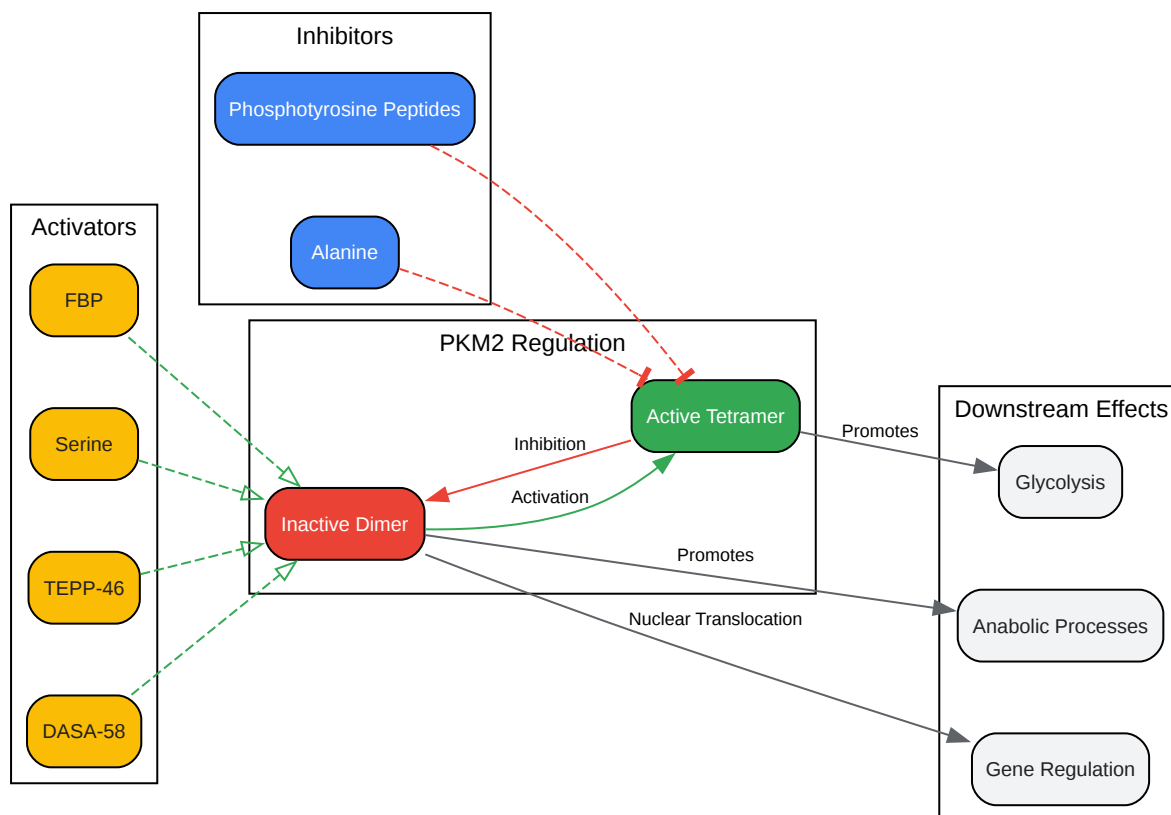 Inhibitors
Phosphotyrosine Peptides
Alanine
Activators
FBP
Serine
TEPP-46
DASA-58
PKM2 Regulation
Active Tetramer
Inhibition
Activation
Inactive Dimer
Promotes
Promotes
Nuclear Translocation
Downstream Effects
Glycolysis
Anabolic Processes
Gene Regulation